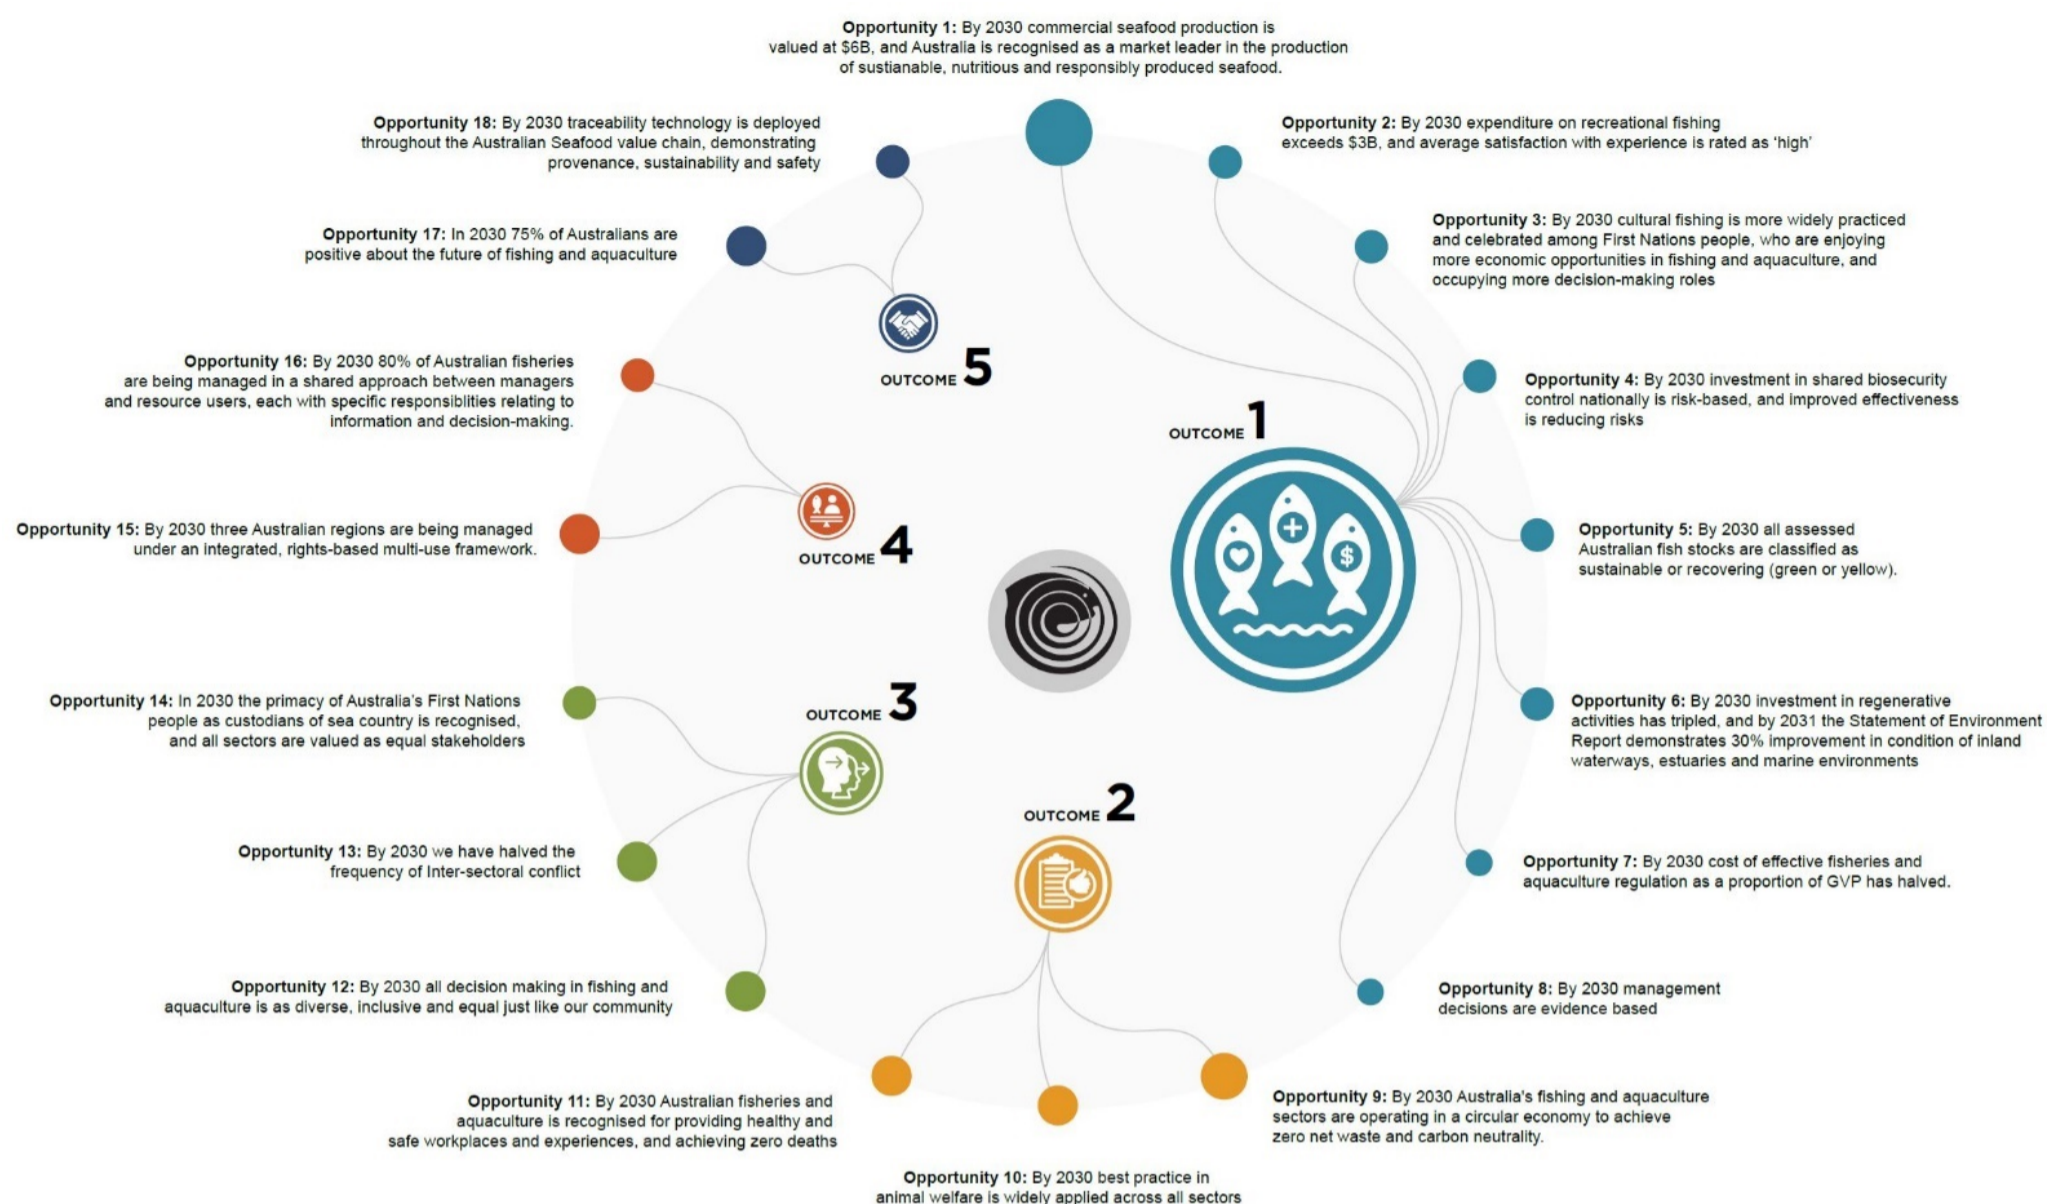 Opportunity 1: By 2030 commercial seafood production is
valued at $6B, and Australia is recognised as a market leader in the production
of sustianable, nutritious and responsibly produced seafood.
Opportunity 2: By 2030 expenditure on recreational fishing
exceeds $3B, and average satisfaction with experience is rated as ‘high’
Opportunity 3: By 2030 cultural fishing is more widely practiced
and celebrated among First Nations people, who are enjoying
more economic opportunities in fishing and aquaculture, and
occupying more decision-making roles
Opportunity 4: By 2030 investment in shared biosecurity
control nationally is risk-based, and improved effectiveness
is reducing risks
Opportunity 5: By 2030 all assessed
Australian fish stocks are classified as
sustainable or recovering (green or yellow).
Opportunity 6: By 2030 investment in regenerative
activities has tripled, and by 2031 the Statement of Environment
Report demonstrates 30% improvement in condition of inland
waterways, estuaries and marine environments
Opportunity 7: By 2030 cost of effective fisheries and
aquaculture regulation as a proportion of GVP has halved.
Opportunity 8: By 2030 management
decisions are evidence based
Opportunity 9: By 2030 Australia's fishing and aquaculture
sectors are operating in a circular economy to achieve
zero net waste and carbon neutrality.
Opportunity 10: By 2030 best practice in
animal welfare is widely applied across all sectors
Opportunity 11: By 2030 Australian fisheries and
aquaculture is recognised for providing healthy and
safe workplaces and experiences, and achieving zero deaths
Opportunity 12: By 2030 all decision making in fishing and
aquaculture is as diverse, inclusive and equal just like our community
Opportunity 13: By 2030 we have halved the
frequency of Inter-sectoral conflict
Opportunity 14: In 2030 the primacy of Australia’s First Nations
people as custodians of sea country is recognised,
and all sectors are valued as equal stakeholders
Opportunity 15: By 2030 three Australian regions are being managed
under an integrated, rights-based multi-use framework.
Opportunity 16: By 2030 80% of Australian fisheries
are being managed in a shared approach between managers
and resource users, each with specific responsiblities relating to
information and decision-making.
Opportunity 17: In 2030 75% of Australians are
positive about the future of fishing and aquaculture
Opportunity 18: By 2030 traceability technology is deployed
throughout the Australian Seafood value chain, demonstrating
provenance, sustainability and safety
OUTCOME 1
$
OUTCOME 2
OUTCOME 3
OUTCOME 4
OUTCOME 5